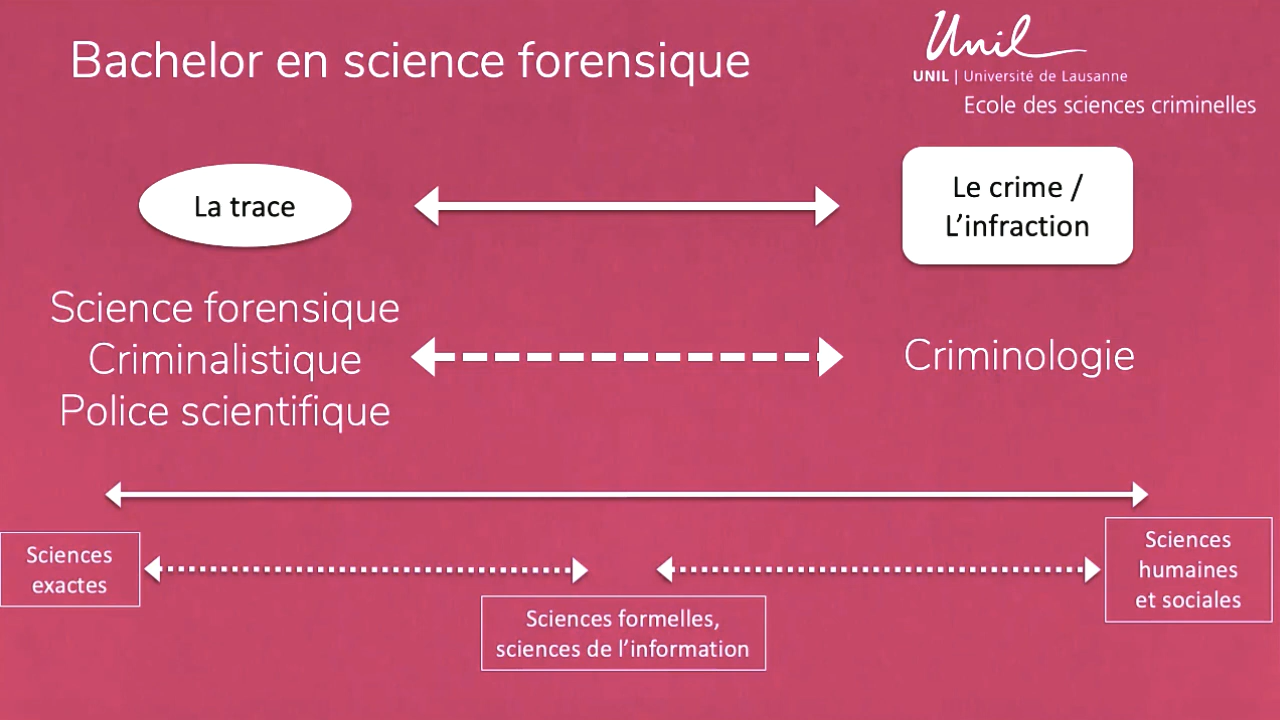 Bachelor en science forensique
Unil
UNIL | Université de Lausanne
Ecole des sciences criminelles
La trace
Le crime /
L’infraction
Science forensique
Criminalistique
Police scientifique
Criminologie
Sciences
exactes
Sciences formelles,
sciences de l’information
Sciences
humaines
et sociales